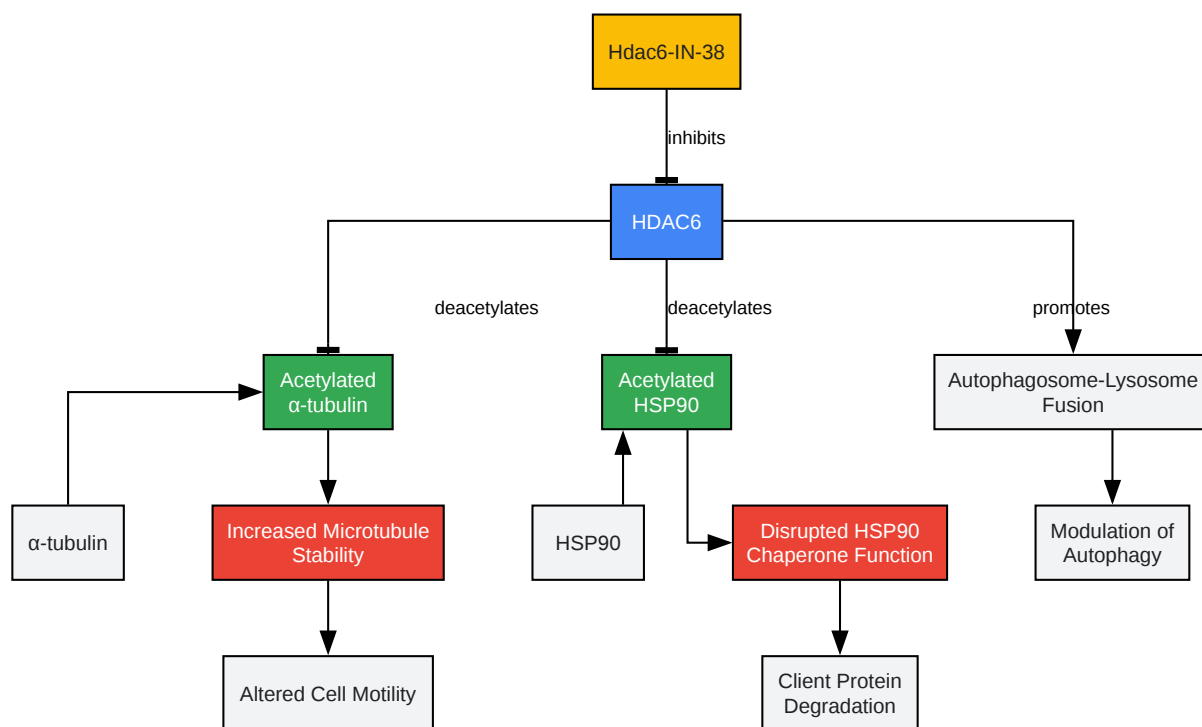 Hdac6-IN-38
inhibits
HDAC6
deacetylates
deacetylates
promotes
Acetylated
α-tubulin
Acetylated
HSP90
Autophagosome-Lysosome
Fusion
α-tubulin
Increased Microtubule
Stability
HSP90
Disrupted HSP90
Chaperone Function
Modulation of
Autophagy
Altered Cell Motility
Client Protein
Degradation